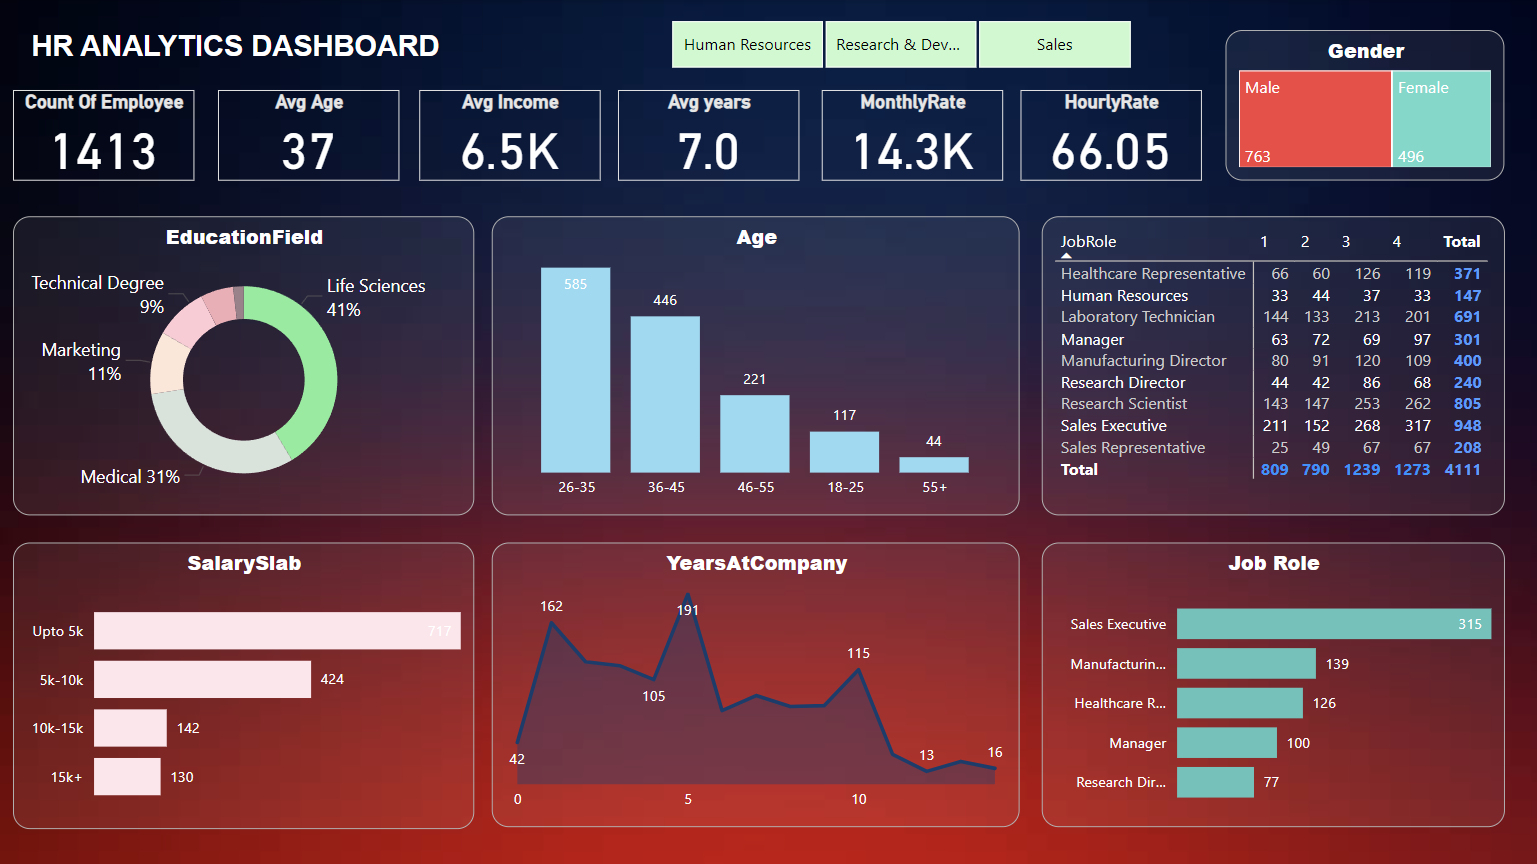 HR ANALYTICS DASHBOARD
Human Resources
Research & Dev...
Sales
Count Of Employee
1413
Avg Age
37
Avg Income
6.5K
Avg years
7.0
MonthlyRate
14.3K
HourlyRate
66.05
Gender
Male
763
Female
496
EducationField
Technical Degree
9%
Life Sciences
41%
Marketing
11%
Medical 31%
Age
585
446
221
117
44
26-35 36-45 46-55 18-25 55+
JobRole 1 2 3 4 Total
Healthcare Representative 66 60 126 119 371
Human Resources 33 44 37 33 147
Laboratory Technician 144 133 213 201 691
Manager 63 72 69 97 301
Manufacturing Director 80 91 120 109 400
Research Director 44 42 86 68 240
Research Scientist 143 147 253 262 805
Sales Executive 211 152 268 317 948
Sales Representative 25 49 67 67 208
Total 809 790 1239 1273 4111
SalarySlab
Upto 5k 717
5k-10k 424
10k-15k 142
15k+ 130
YearsAtCompany
162
191
105
115
42
13
16
0 5 10
Job Role
Sales Executive 315
Manufacturin... 139
Healthcare R... 126
Manager 100
Research Dir... 77